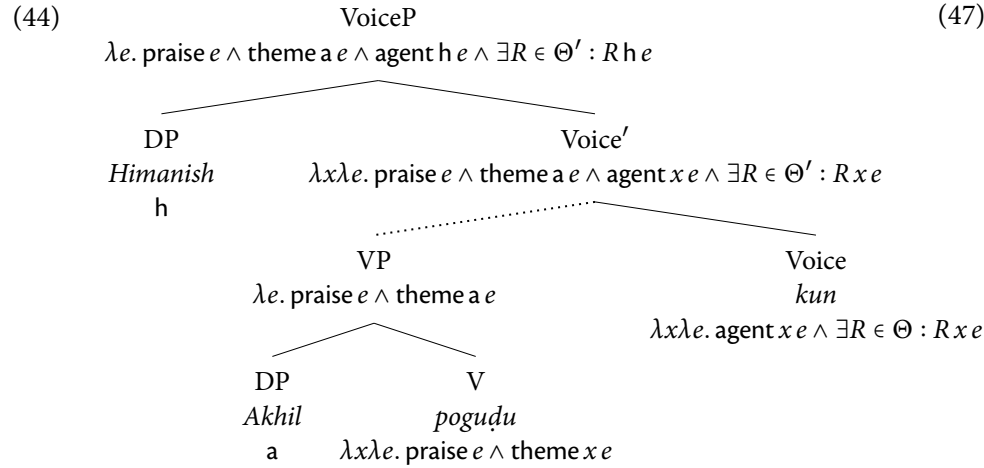 (44) VoiceP (47)
λe. praise e ∧ theme a e ∧ agent h e ∧ ∃R ∈ Θ′ : R h e
DP Voice′
Himanish λxλe. praise e ∧ theme a e ∧ agent x e ∧ ∃R ∈ Θ′ : R x e
h
VP Voice
λe. praise e ∧ theme a e kun
λxλe. agent x e ∧ ∃R ∈ Θ : R x e
DP V
Akhil poguḍu
a λxλe. praise e ∧ theme x e